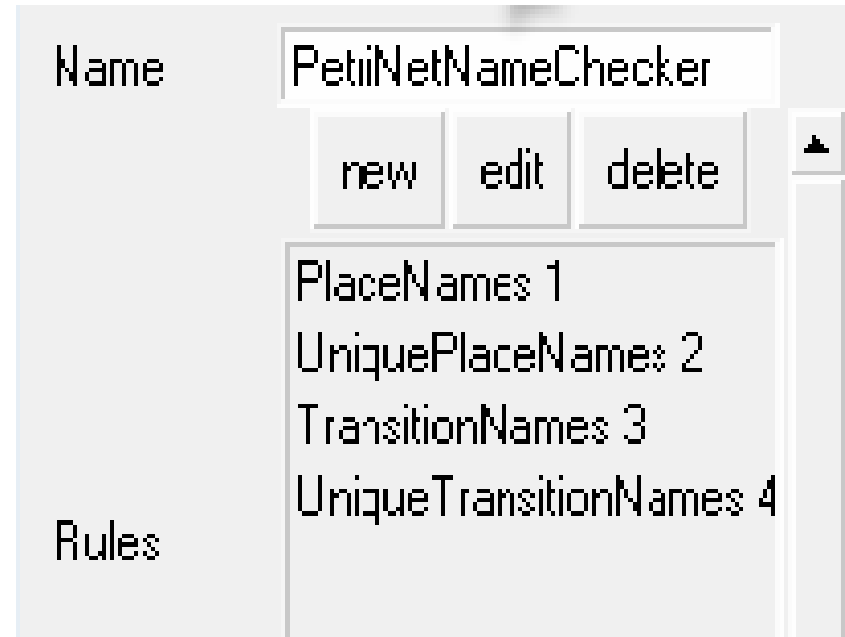 Name PetriNetNameChecker
new edit delete
PlaceNames 1
UniquePlaceNames 2
TransitionNames 3
UniqueTransitionNames 4
Rules